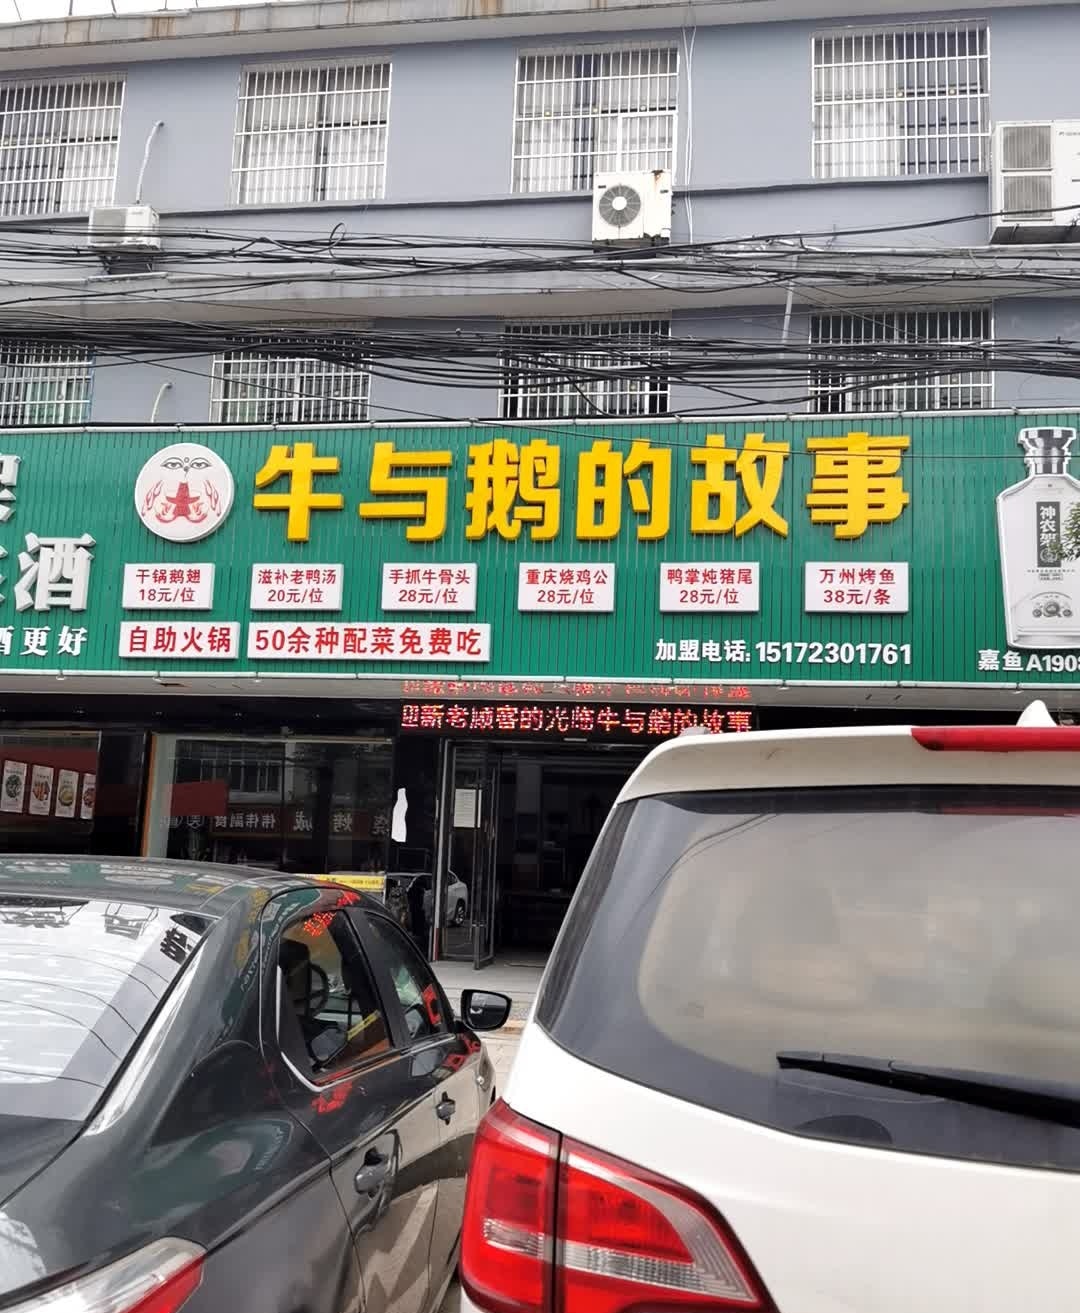 牛与鹅的故事
干锅鹅翅
18元/位
滋补老鸭汤
20元/位
手抓牛骨头
28元/位
重庆烧鸡公
28元/位
鸭掌炖猪尾
28元/位
万州烤鱼
38元/条
自助火锅
50余种配菜免费吃
加盟电话:15172301761
酒
酒更好
神农架
嘉鱼A1908
迎新老顾客的光临牛与鹅的故事